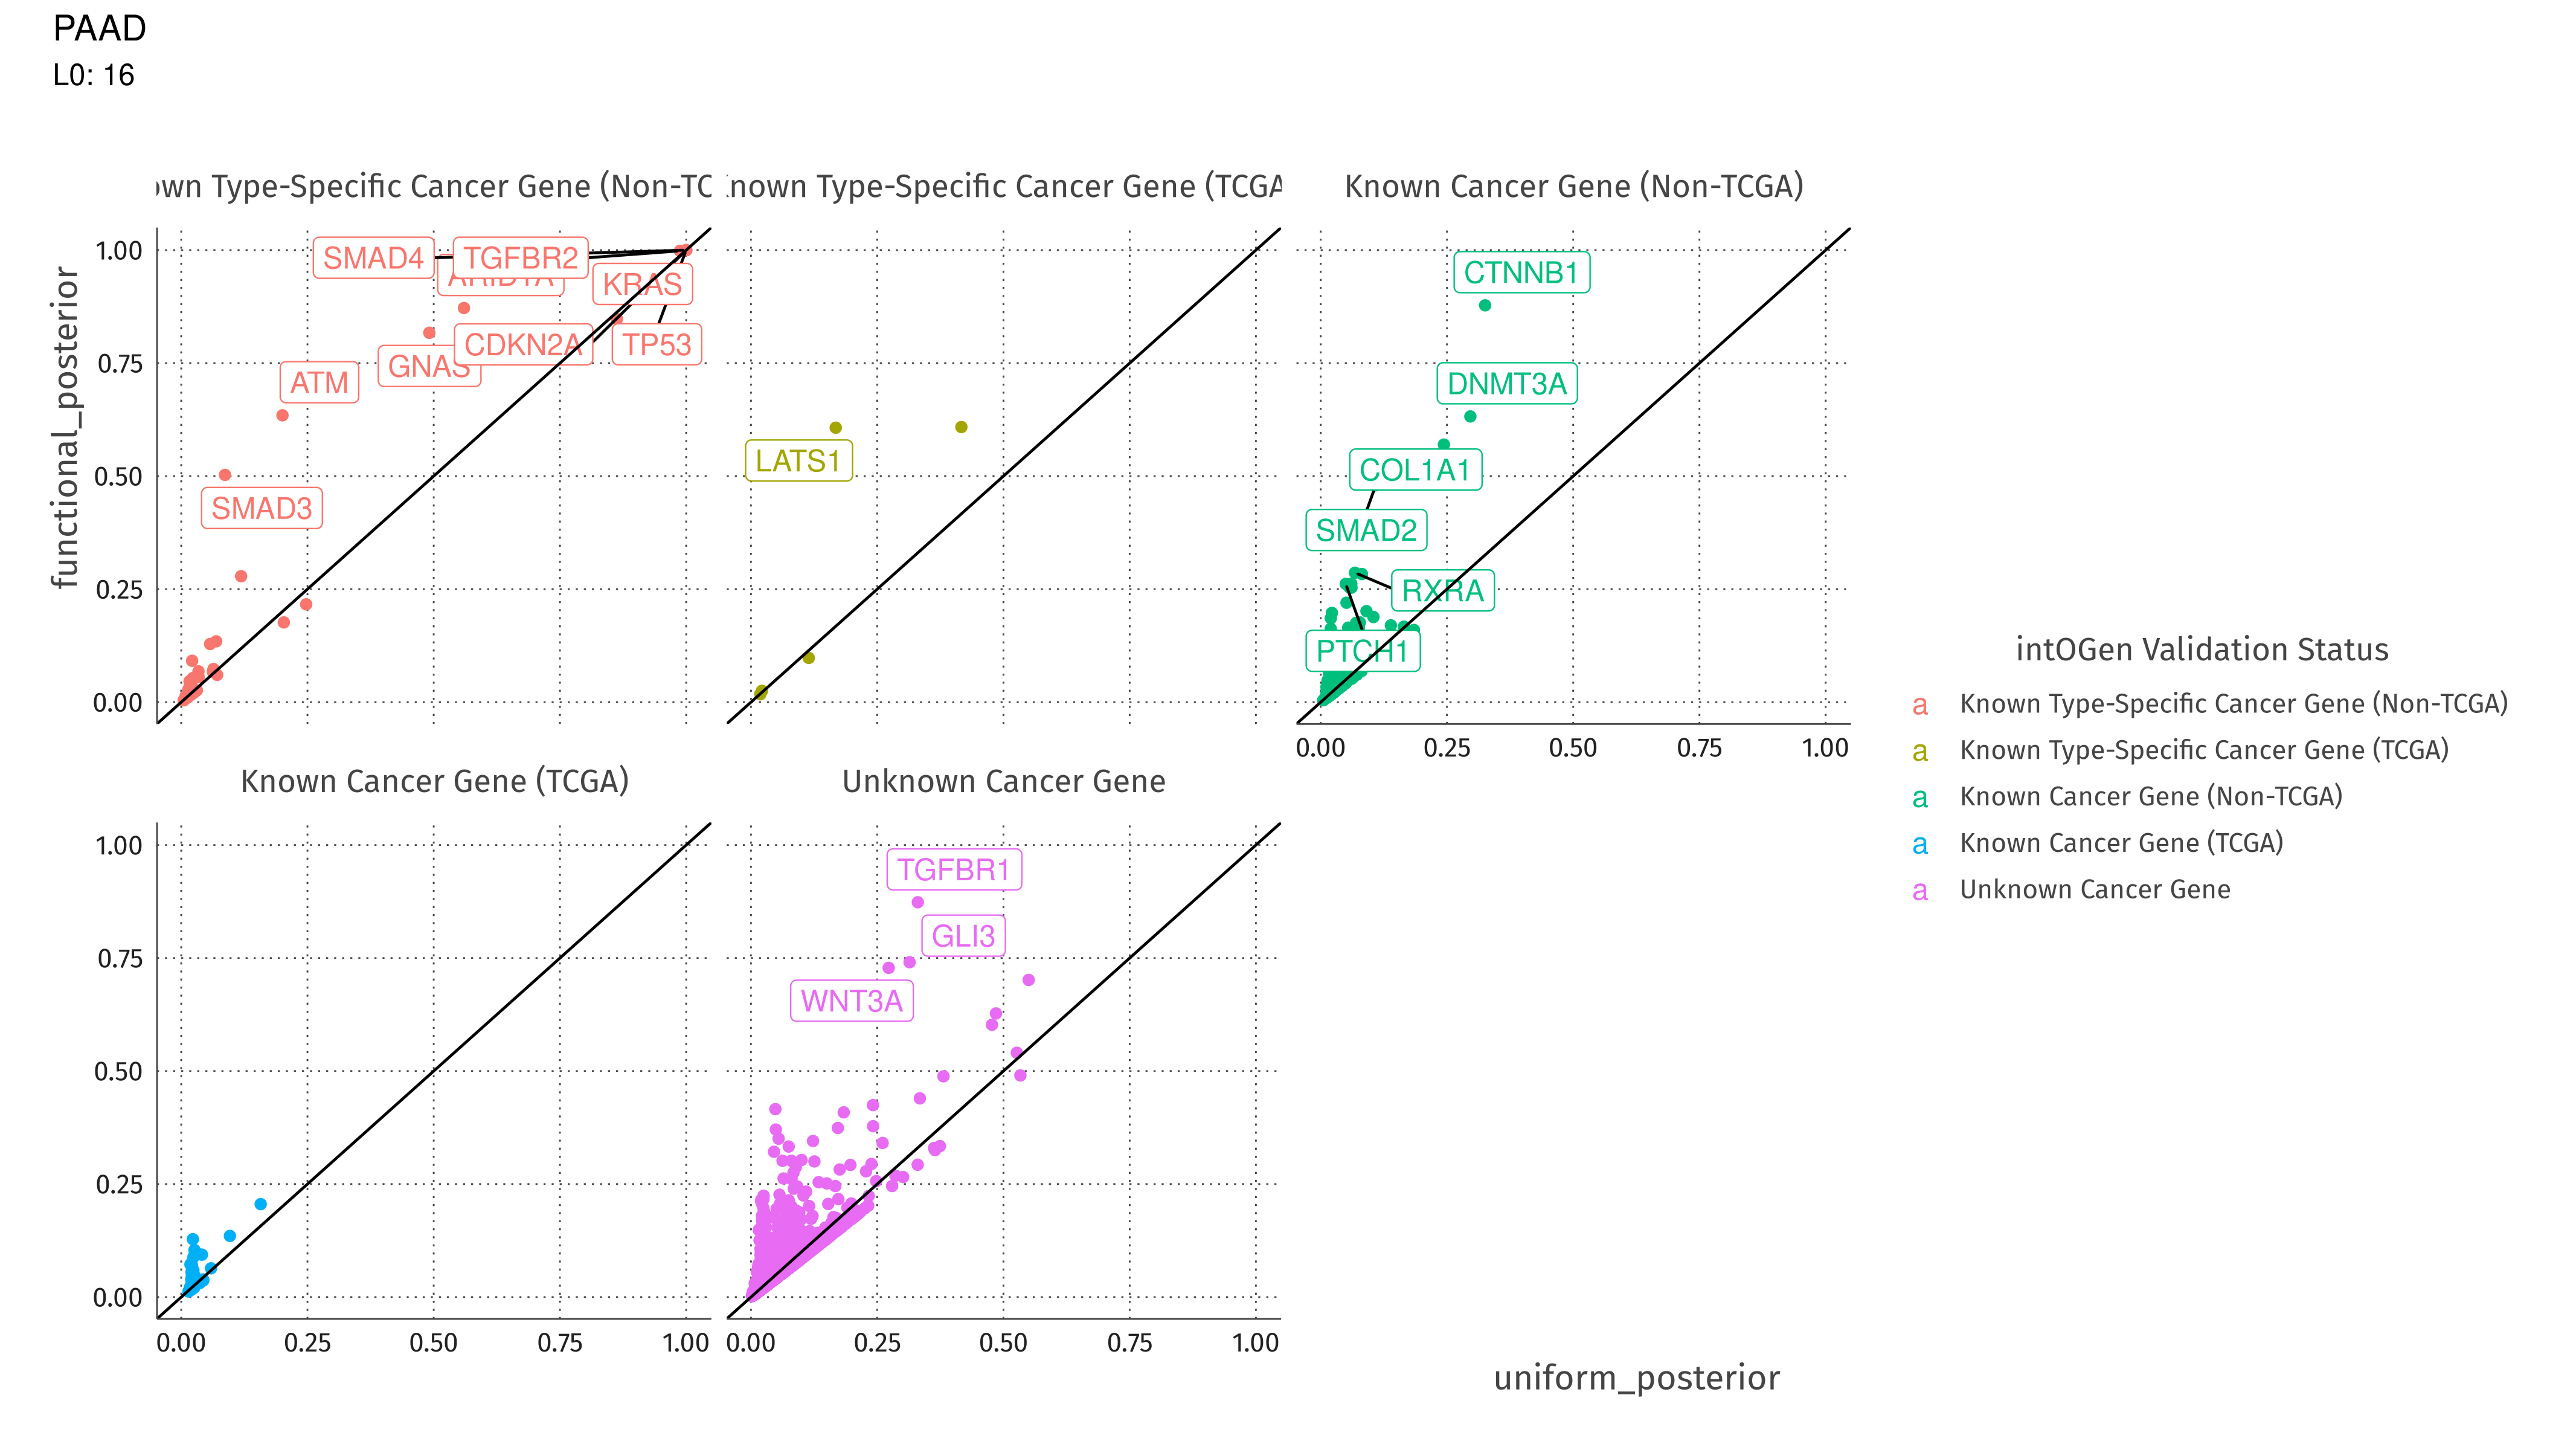 PAAD
L0: 16
own Type-Specific Cancer Gene (Non-TC
nown Type-Specific Cancer Gene (TCGA
Known Cancer Gene (Non-TCGA)
functional_posterior
1.00
0.75
0.50
0.25
0.00
SMAD4
TGFBR2
ARID1A
KRAS
CDKN2A
TP53
GNAS
ATM
SMAD3
LATS1
CTNNB1
DNMT3A
COL1A1
SMAD2
RXRA
PTCH1
0.00 0.25 0.50 0.75 1.00
Known Cancer Gene (TCGA)
Unknown Cancer Gene
1.00
0.75
0.50
0.25
0.00
TGFBR1
GLI3
WNT3A
0.00 0.25 0.50 0.75 1.00
0.00 0.25 0.50 0.75 1.00
uniform_posterior
intOGen Validation Status
a Known Type-Specific Cancer Gene (Non-TCGA)
a Known Type-Specific Cancer Gene (TCGA)
a Known Cancer Gene (Non-TCGA)
a Known Cancer Gene (TCGA)
a Unknown Cancer Gene